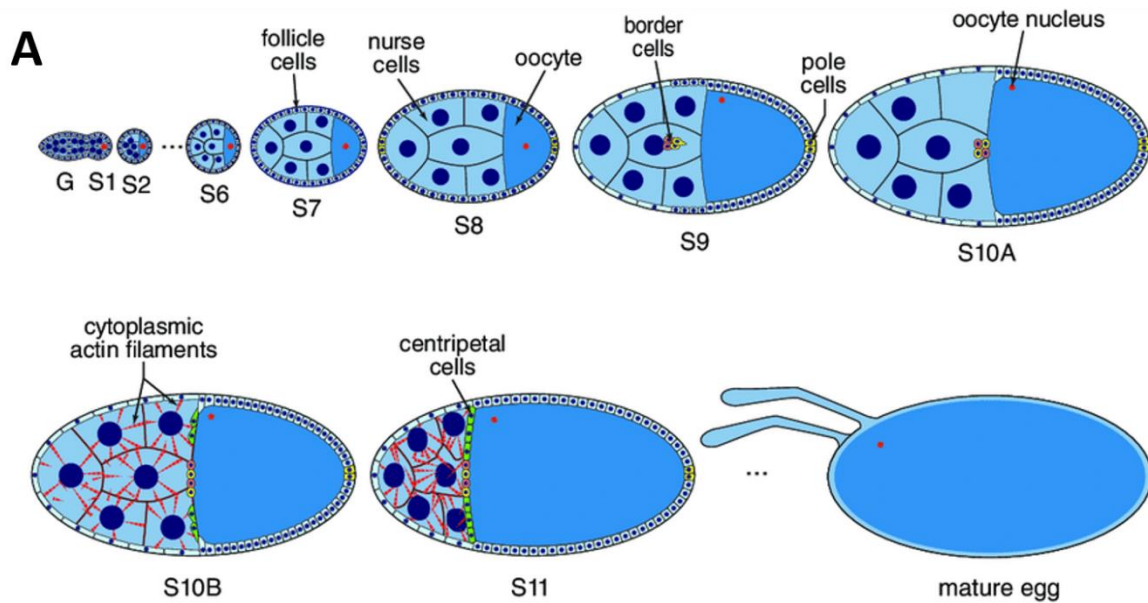 A
follicle
cells
nurse
cells
oocyte
border
cells
pole
cells
oocyte nucleus
G
S1
S2
...
S6
S7
S8
S9
S10A
cytoplasmic
actin filaments
centripetal
cells
...
S10B
S11
mature egg